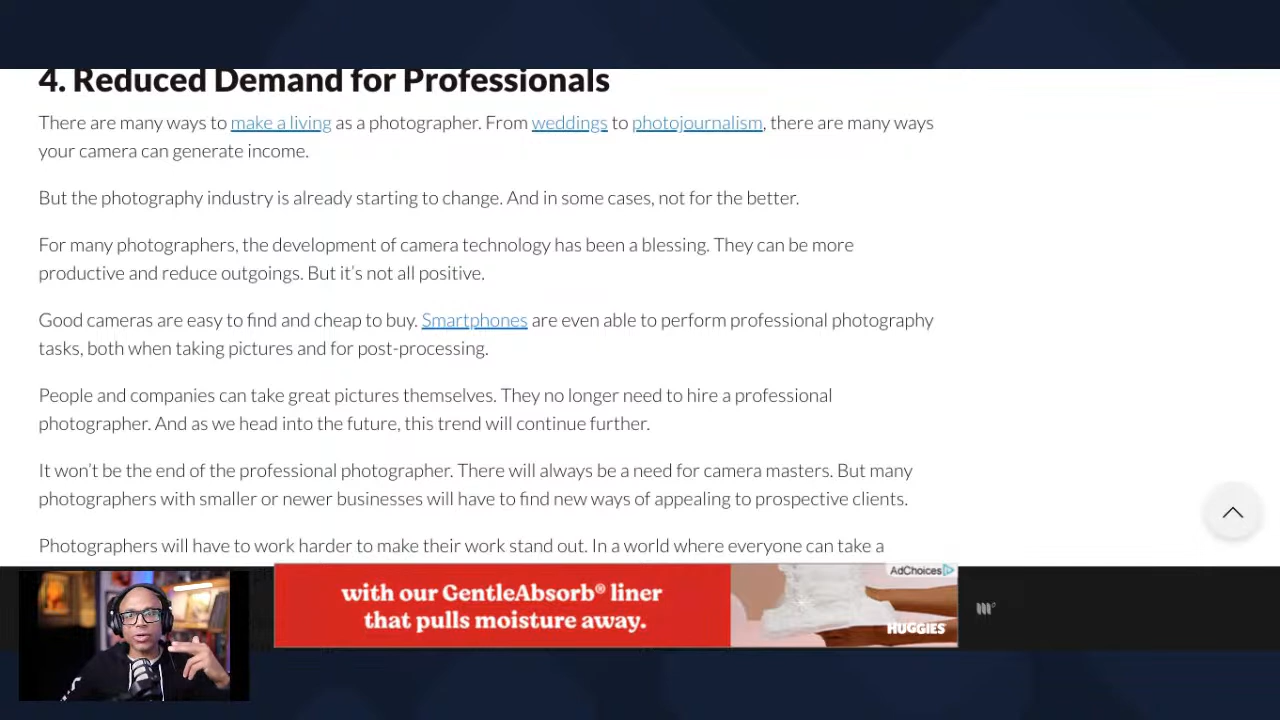 4. Reduced Demand for Professionals
There are many ways to make a living as a photographer. From weddings to photojournalism, there are many ways
your camera can generate income.
But the photography industry is already starting to change. And in some cases, not for the better.
For many photographers, the development of camera technology has been a blessing. They can be more
productive and reduce outgoings. But it’s not all positive.
Good cameras are easy to find and cheap to buy. Smartphones are even able to perform professional photography
tasks, both when taking pictures and for post-processing.
People and companies can take great pictures themselves. They no longer need to hire a professional
photographer. And as we head into the future, this trend will continue further.
It won’t be the end of the professional photographer. There will always be a need for camera masters. But many
photographers with smaller or newer businesses will have to find new ways of appealing to prospective clients.
Photographers will have to work harder to make their work stand out. In a world where everyone can take a
AdChoices
with our GentleAbsorb® liner
that pulls moisture away.
HUGGIES